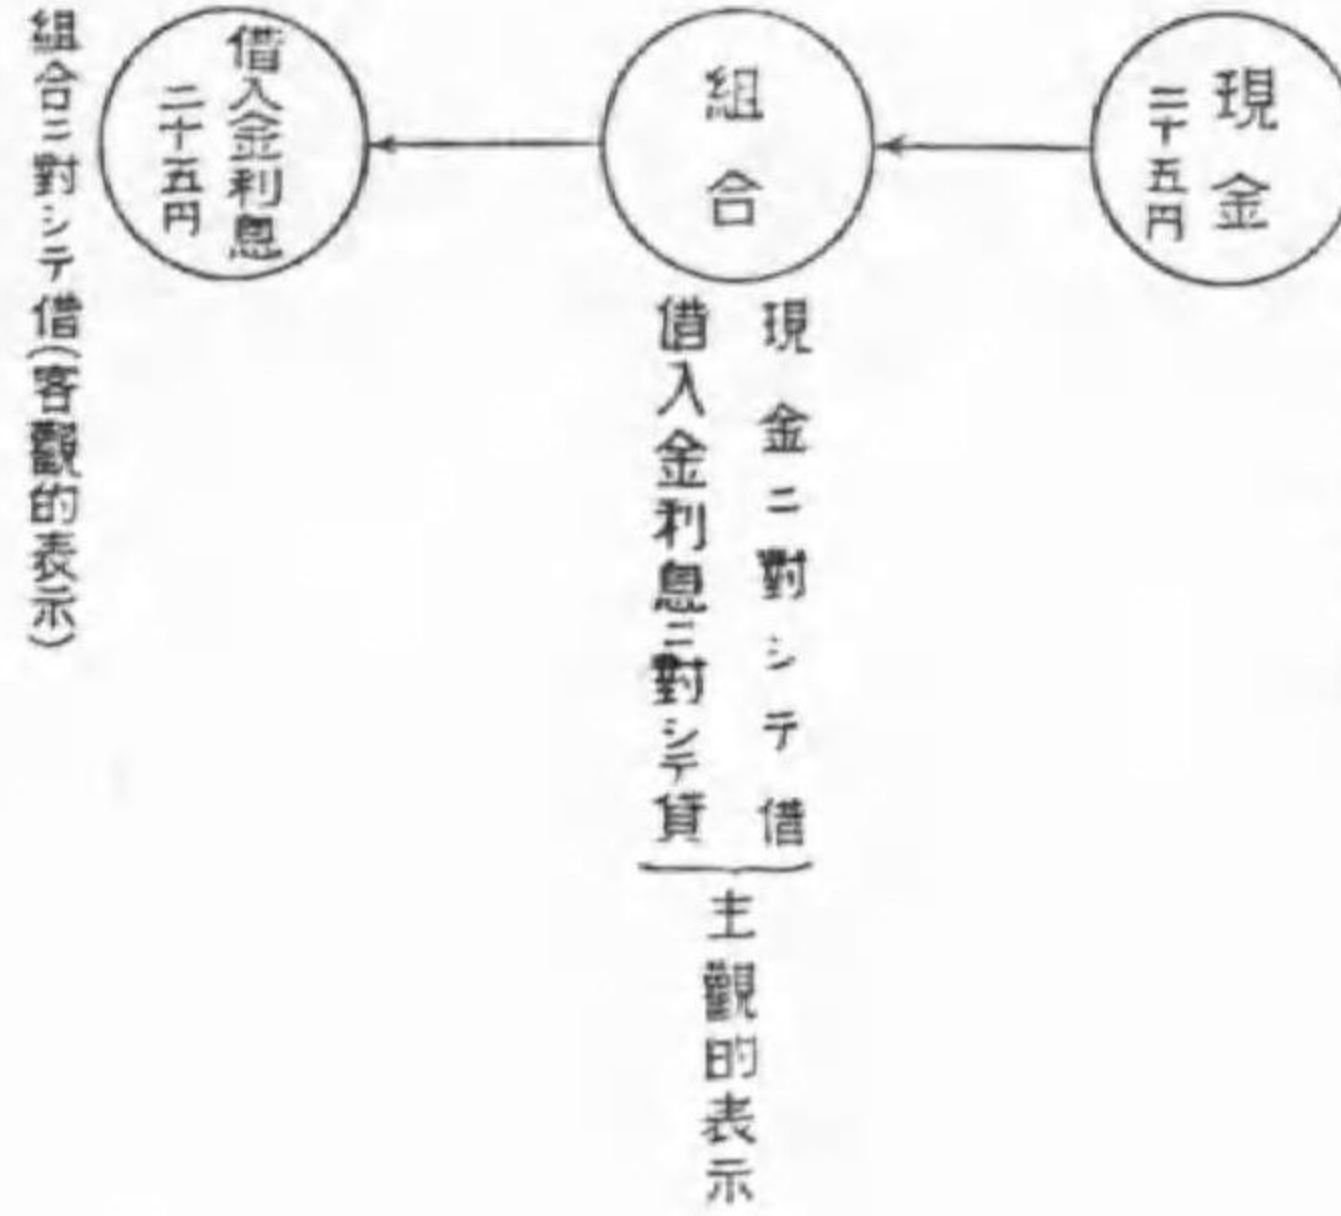 現金
二十五円
組合
現金ニ對シテ借
借入金利息ニ對シテ貸
主觀的表示
借入金利息
二十五円
組合ニ對シテ借(客觀的表示)